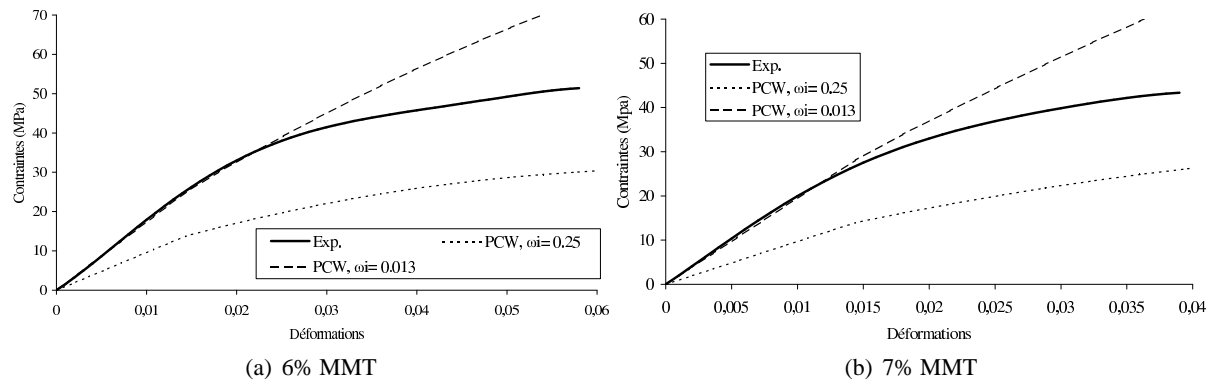 70
60
50
40
30
20
10
0
Contraintes (MPa)
Exp.
PCW, ωi= 0.25
PCW, ωi= 0.013
0
0,01
0,02
0,03
0,04
0,05
0,06
Déformations
(a) 6% MMT
60
50
40
30
20
10
0
Contraintes (Mpa)
Exp.
PCW, ωi= 0.25
PCW, ωi= 0.013
0
0,005
0,01
0,015
0,02
0,025
0,03
0,035
0,04
Déformations
(b) 7% MMT